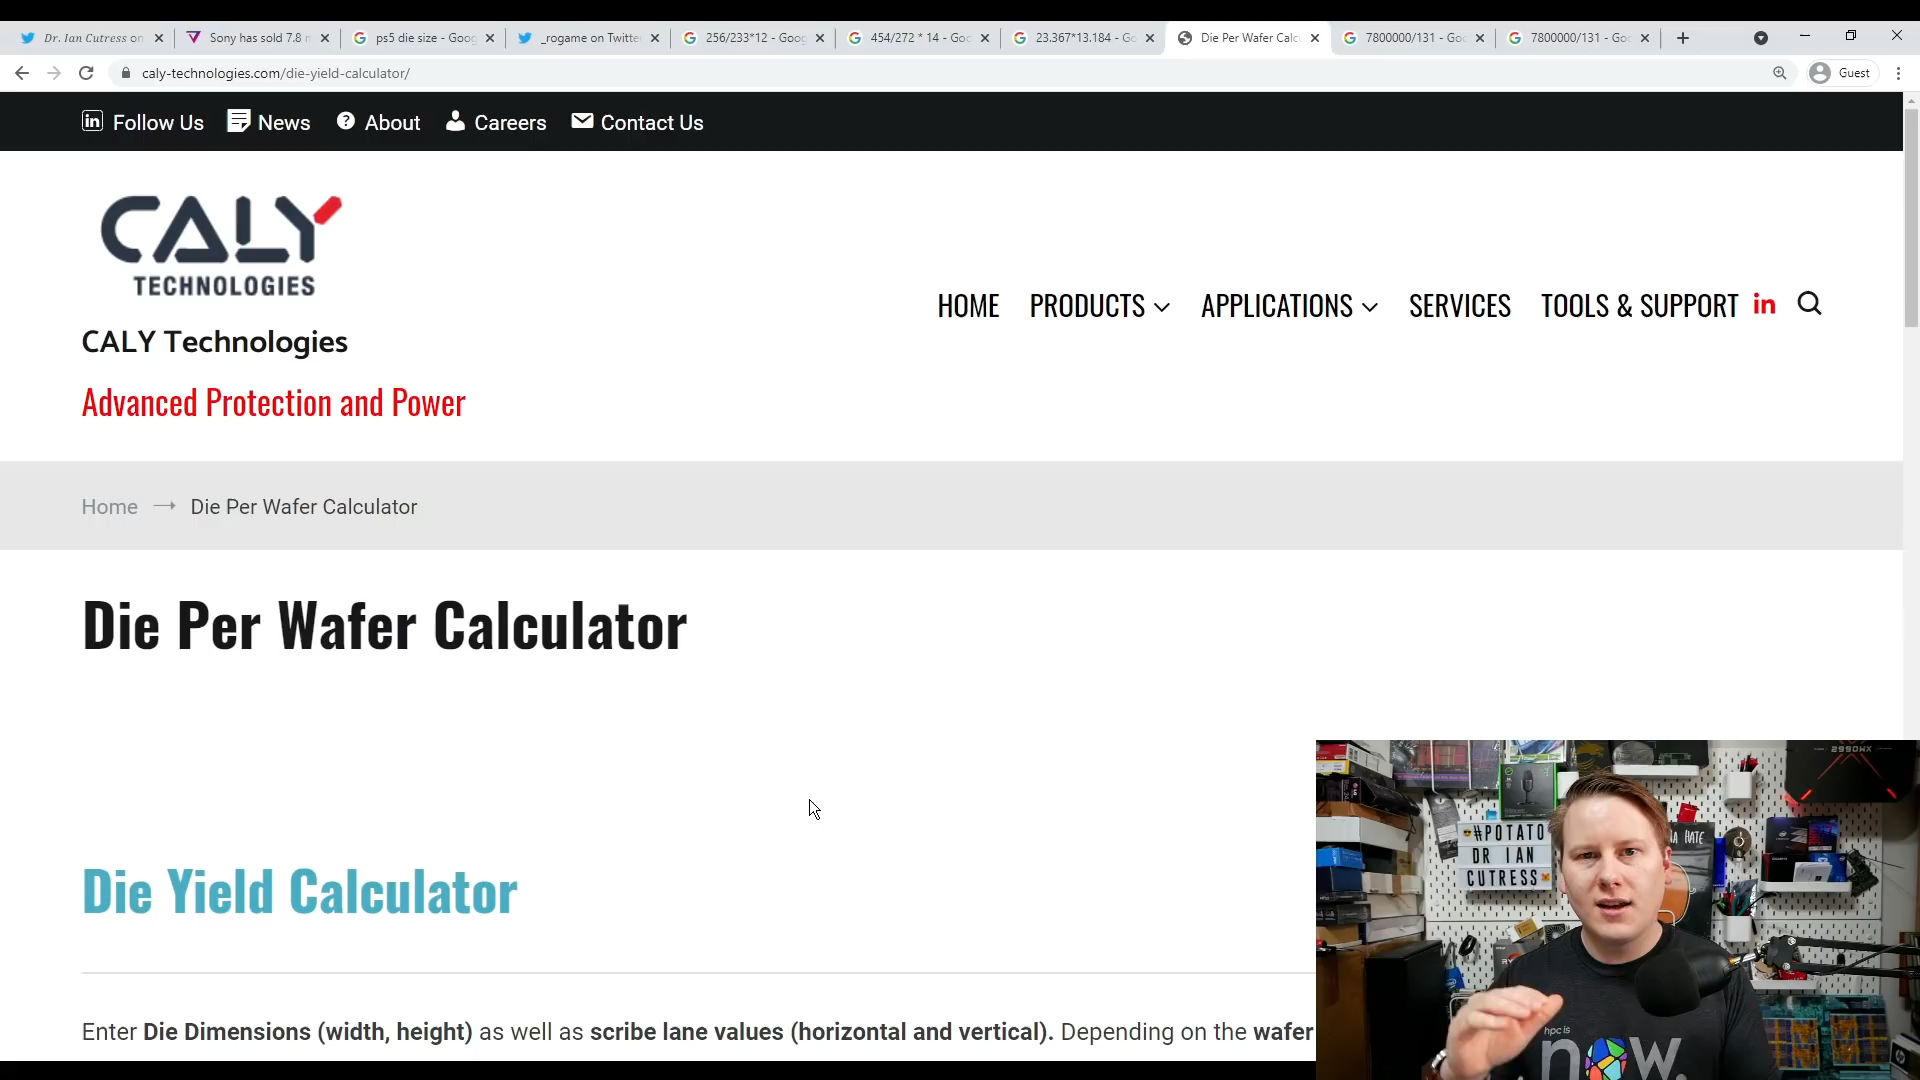 Dr. Ian Cutress on
Sony has sold 7.8 m
ps5 die size - Goog
_rogame on Twitte
256/233*12 - Goog
454/272 * 14 - Goo
23.367*13.184 - Go
Die Per Wafer Calcu
7800000/131 - Go
7800000/131 - Go
caly-technologies.com/die-yield-calculator/
Guest
Follow Us
News
About
Careers
Contact Us
CALY
TECHNOLOGIES
CALY Technologies
Advanced Protection and Power
HOME
PRODUCTS
APPLICATIONS
SERVICES
TOOLS & SUPPORT
in
Home → Die Per Wafer Calculator
Die Per Wafer Calculator
Die Yield Calculator
Enter Die Dimensions (width, height) as well as scribe lane values (horizontal and vertical). Depending on the wafer
2990WX
#POTATO
DR IAN
CUTRESS
HATE
hpc is
now.